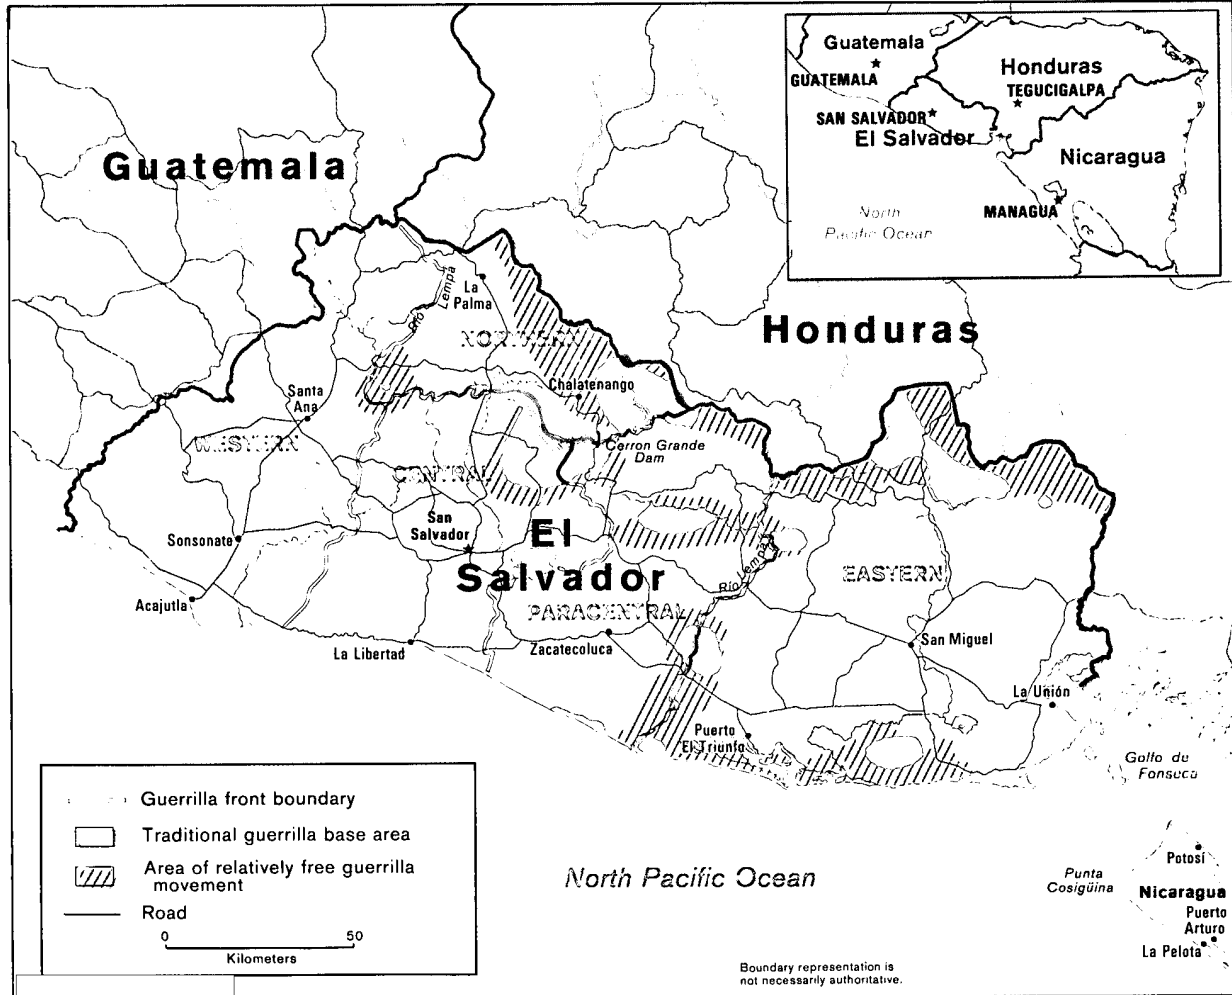 Guatemala
GUATEMALA
Honduras
TEGUCIGALPA
SAN SALVADOR
El Salvador
Nicaragua
MANAGUA
North
Pacific Ocean
Guatemala
Honduras
La
Palma
Río Lempa
NORTHERN
Chalatenango
Santa
Ana
WESTERN
CENTRAL
Cerron Grande
Dam
San
Salvador
El
Salvador
Sonsonate
Río Lempa
EASTERN
Acajutla
PARACENTRAL
La Libertad
Zacatecoluca
San Miguel
La Unión
Puerto
El Triunfo
Golfo de
Fonseca
Guerrilla front boundary
Traditional guerrilla base area
Area of relatively free guerrilla
movement
Road
0 50
Kilometers
North Pacific Ocean
Potosí
Punta
Cosigüina
Nicaragua
Puerto
Arturo
La Pelota
Boundary representation is
not necessarily authoritative.